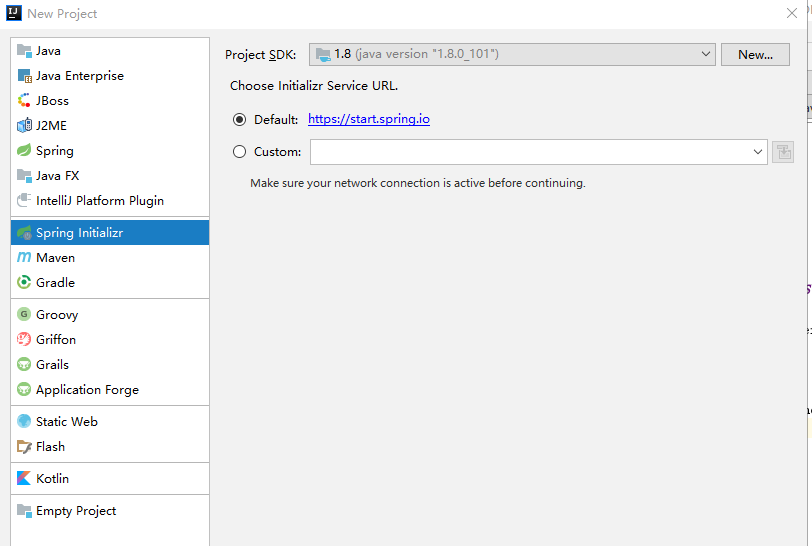 New Project
Java
Java Enterprise
JBoss
J2ME
Spring
Java FX
IntelliJ Platform Plugin
Spring Initializr
Maven
Gradle
Groovy
Griffon
Grails
Application Forge
Static Web
Flash
Kotlin
Empty Project
Project SDK: 1.8 (java version "1.8.0_101") New...
Choose Initializr Service URL.
Default: https://start.spring.io
Custom:
Make sure your network connection is active before continuing.